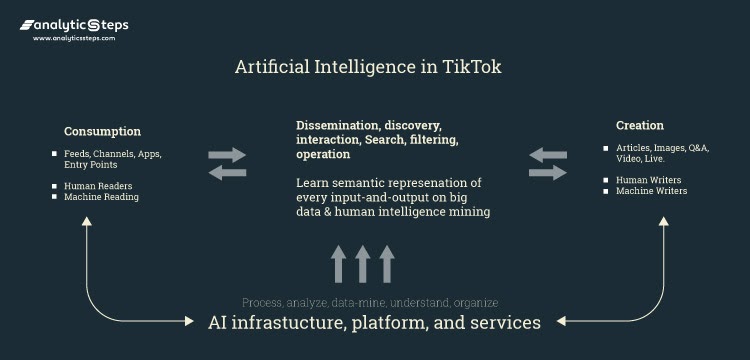 analyticSteps
www.analyticssteps.com
Artificial Intelligence in TikTok
Consumption
Feeds, Channels, Apps,
Entry Points
Human Readers
Machine Reading
Dissemination, discovery,
interaction, Search, filtering,
operation
Learn semantic represenation of
every input-and-output on big
data & human intelligence mining
Creation
Articles, Images, Q&A,
Video, Live.
Human Writers
Machine Writers
Process, analyze, data-mine, understand, organize
AI infrastucture, platform, and services